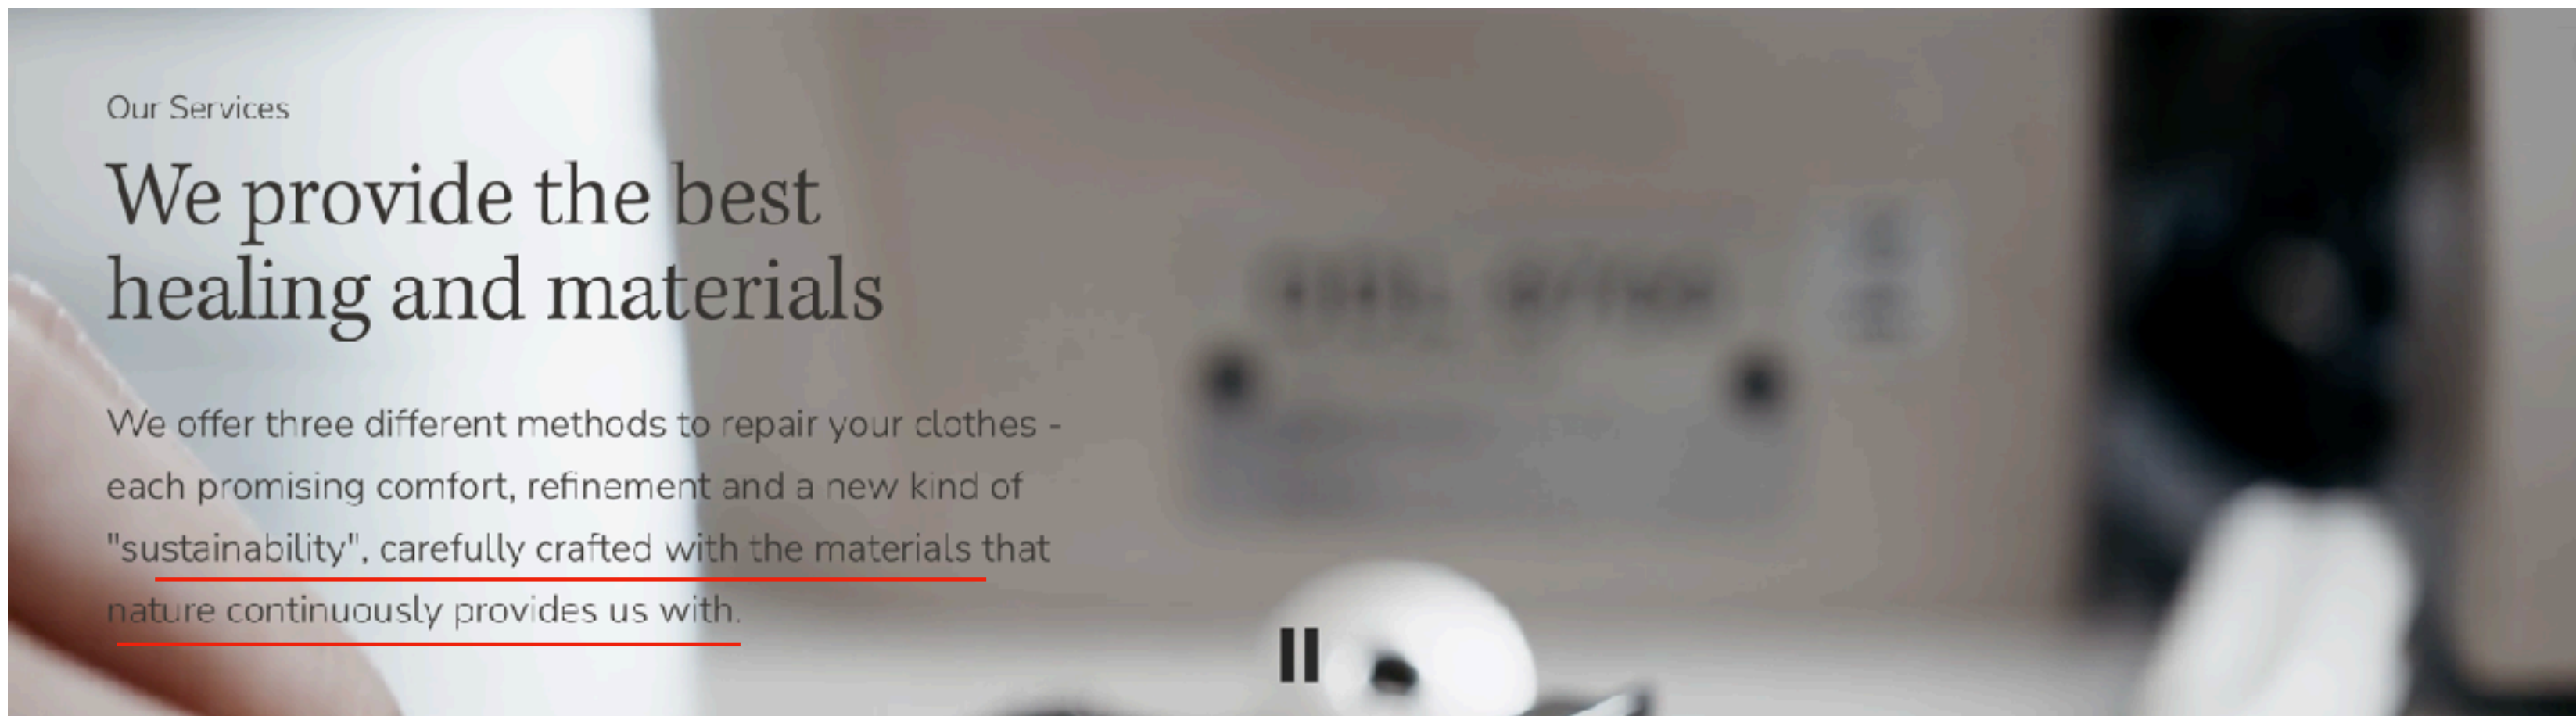 Our Services
We provide the best
healing and materials
We offer three different methods to repair your clothes -
each promising comfort, refinement and a new kind of
"sustainability", carefully crafted with the materials that
nature continuously provides us with.